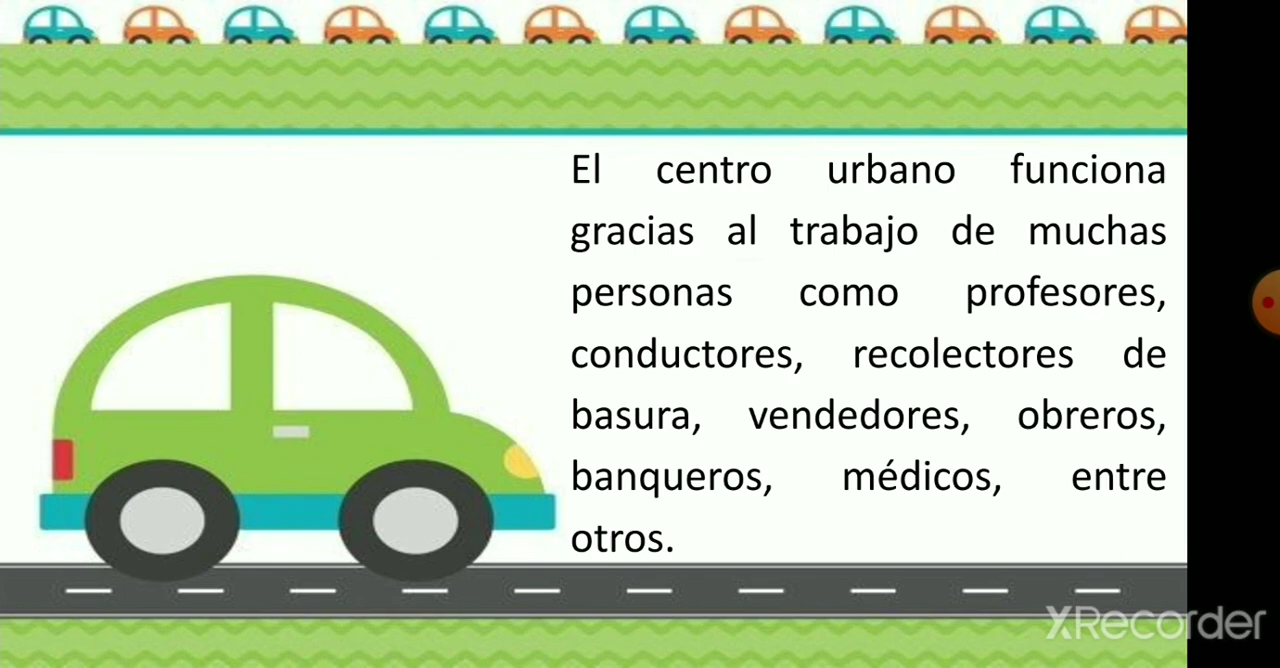 El centro urbano funciona
gracias al trabajo de muchas
personas como profesores,
conductores, recolectores de
basura, vendedores, obreros,
banqueros, médicos, entre
otros.
XRecorder